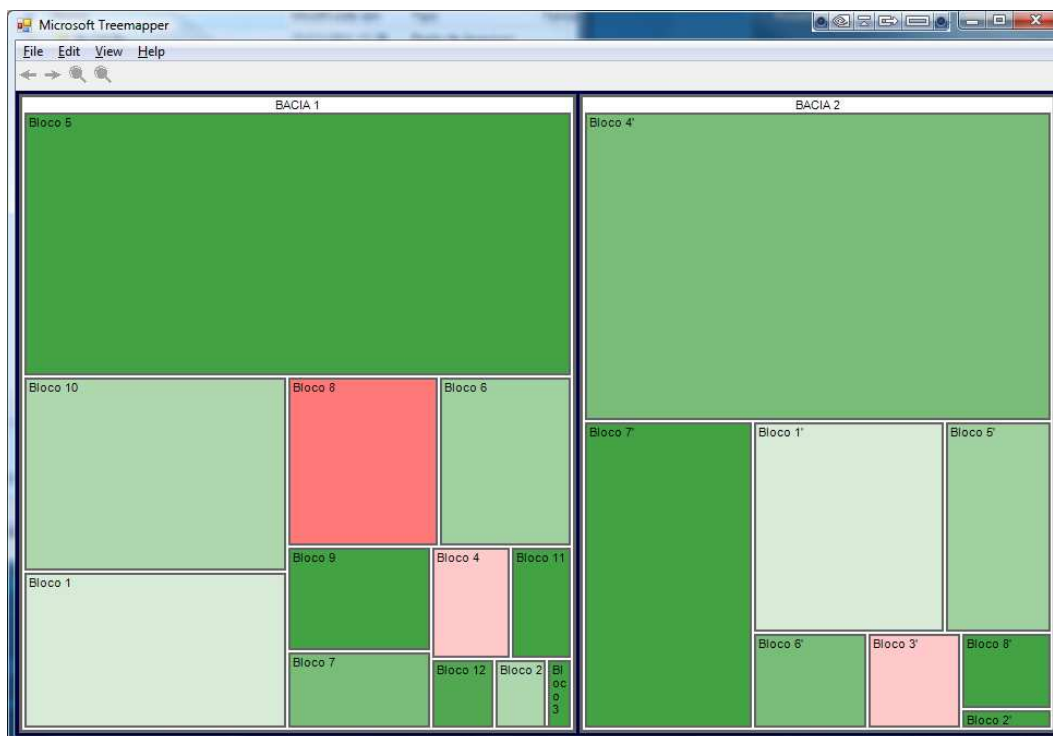 Microsoft Treemapper
File Edit View Help
BACIA 1
Bloco 5
Bloco 10
Bloco 8
Bloco 6
Bloco 9
Bloco 4
Bloco 11
Bloco 1
Bloco 7
Bloco 12
Bloco 2
Bl
oc
o
3
BACIA 2
Bloco 4'
Bloco 7'
Bloco 1'
Bloco 5'
Bloco 6'
Bloco 3'
Bloco 8'
Bloco 2'